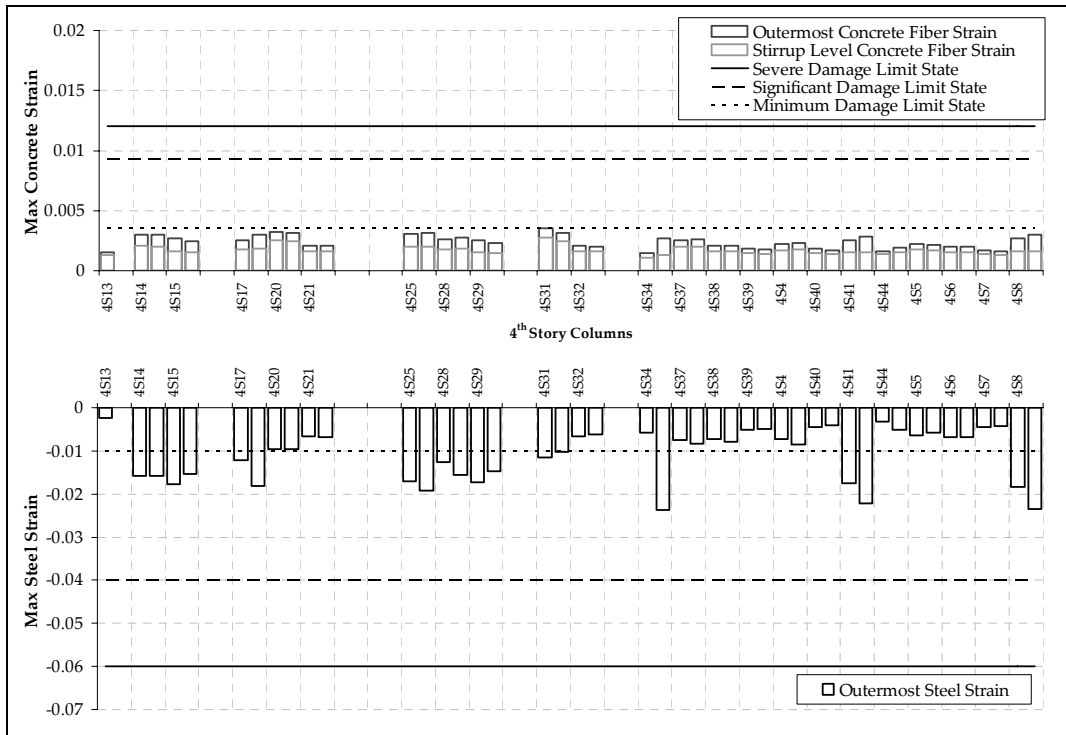 0.02
0.015
0.01
0.005
0
Max Concrete Strain
Outermost Concrete Fiber Strain
Stirrup Level Concrete Fiber Strain
Severe Damage Limit State
Significant Damage Limit State
Minimum Damage Limit State
4S13 4S14 4S15 4S17 4S20 4S21 4S25 4S28 4S29 4S31 4S32 4S34 4S37 4S38 4S39 4S4 4S40 4S41 4S44 4S5 4S6 4S7 4S8
4th Story Columns
4S13 4S14 4S15 4S17 4S20 4S21 4S25 4S28 4S29 4S31 4S32 4S34 4S37 4S38 4S39 4S4 4S40 4S41 4S44 4S5 4S6 4S7 4S8
0
-0.01
-0.02
-0.03
-0.04
-0.05
-0.06
-0.07
Max Steel Strain
Outermost Steel Strain